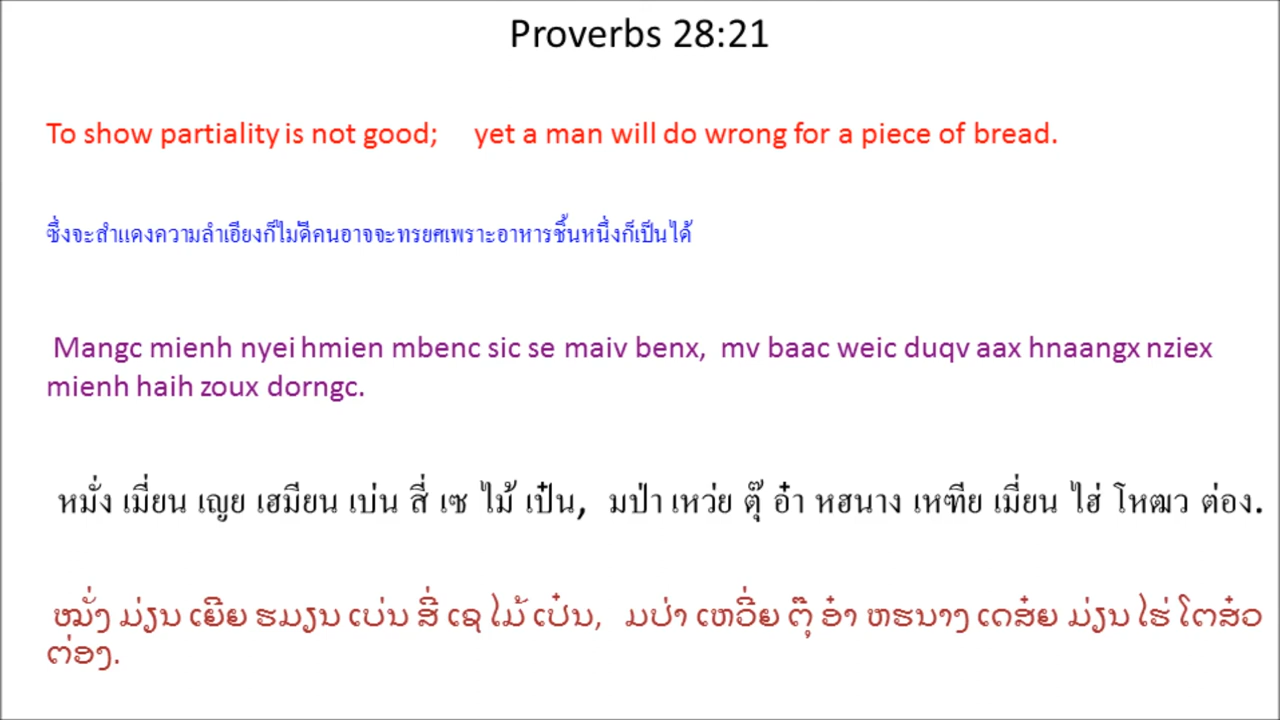 Proverbs 28:21
To show partiality is not good; yet a man will do wrong for a piece of bread.
ซึ่งจะสำแดงความลำเอียงก็ไม่ดีคนอาจจะทรยศเพราะอาหารชิ้นหนึ่งก็เป็นได้
Mangc mienh nyei hmien mbenc sic se maiv benx, mv baac weic duqv aax hnaangx nziex
mienh haih zoux dorngc.
หมั่ง เมี่ยน เญย เฮมียน เบ่น สี่ เซ ไม้ เป๋น, มป่า เหว่ย ตุ๊ อ๋า หฮนาง เหฑีย เมี่ยน ไฮ่ โหฒว ต่อง.
ໝັ່ງ ມ່ຽນ ເຍີຍ ຮມຽນ ເບ່ນ ສີ່ ເຊ ໄມ້ ເປ໋ນ, ມປ່າ ເຫວີ່ຍ ຕຸ໊ ອ໋າ ຫຮນາງ ເດສ໋ຍ ມ່ຽນ ໄຮ່ ໂຕສ໋ວ
ຕ່ອງ.